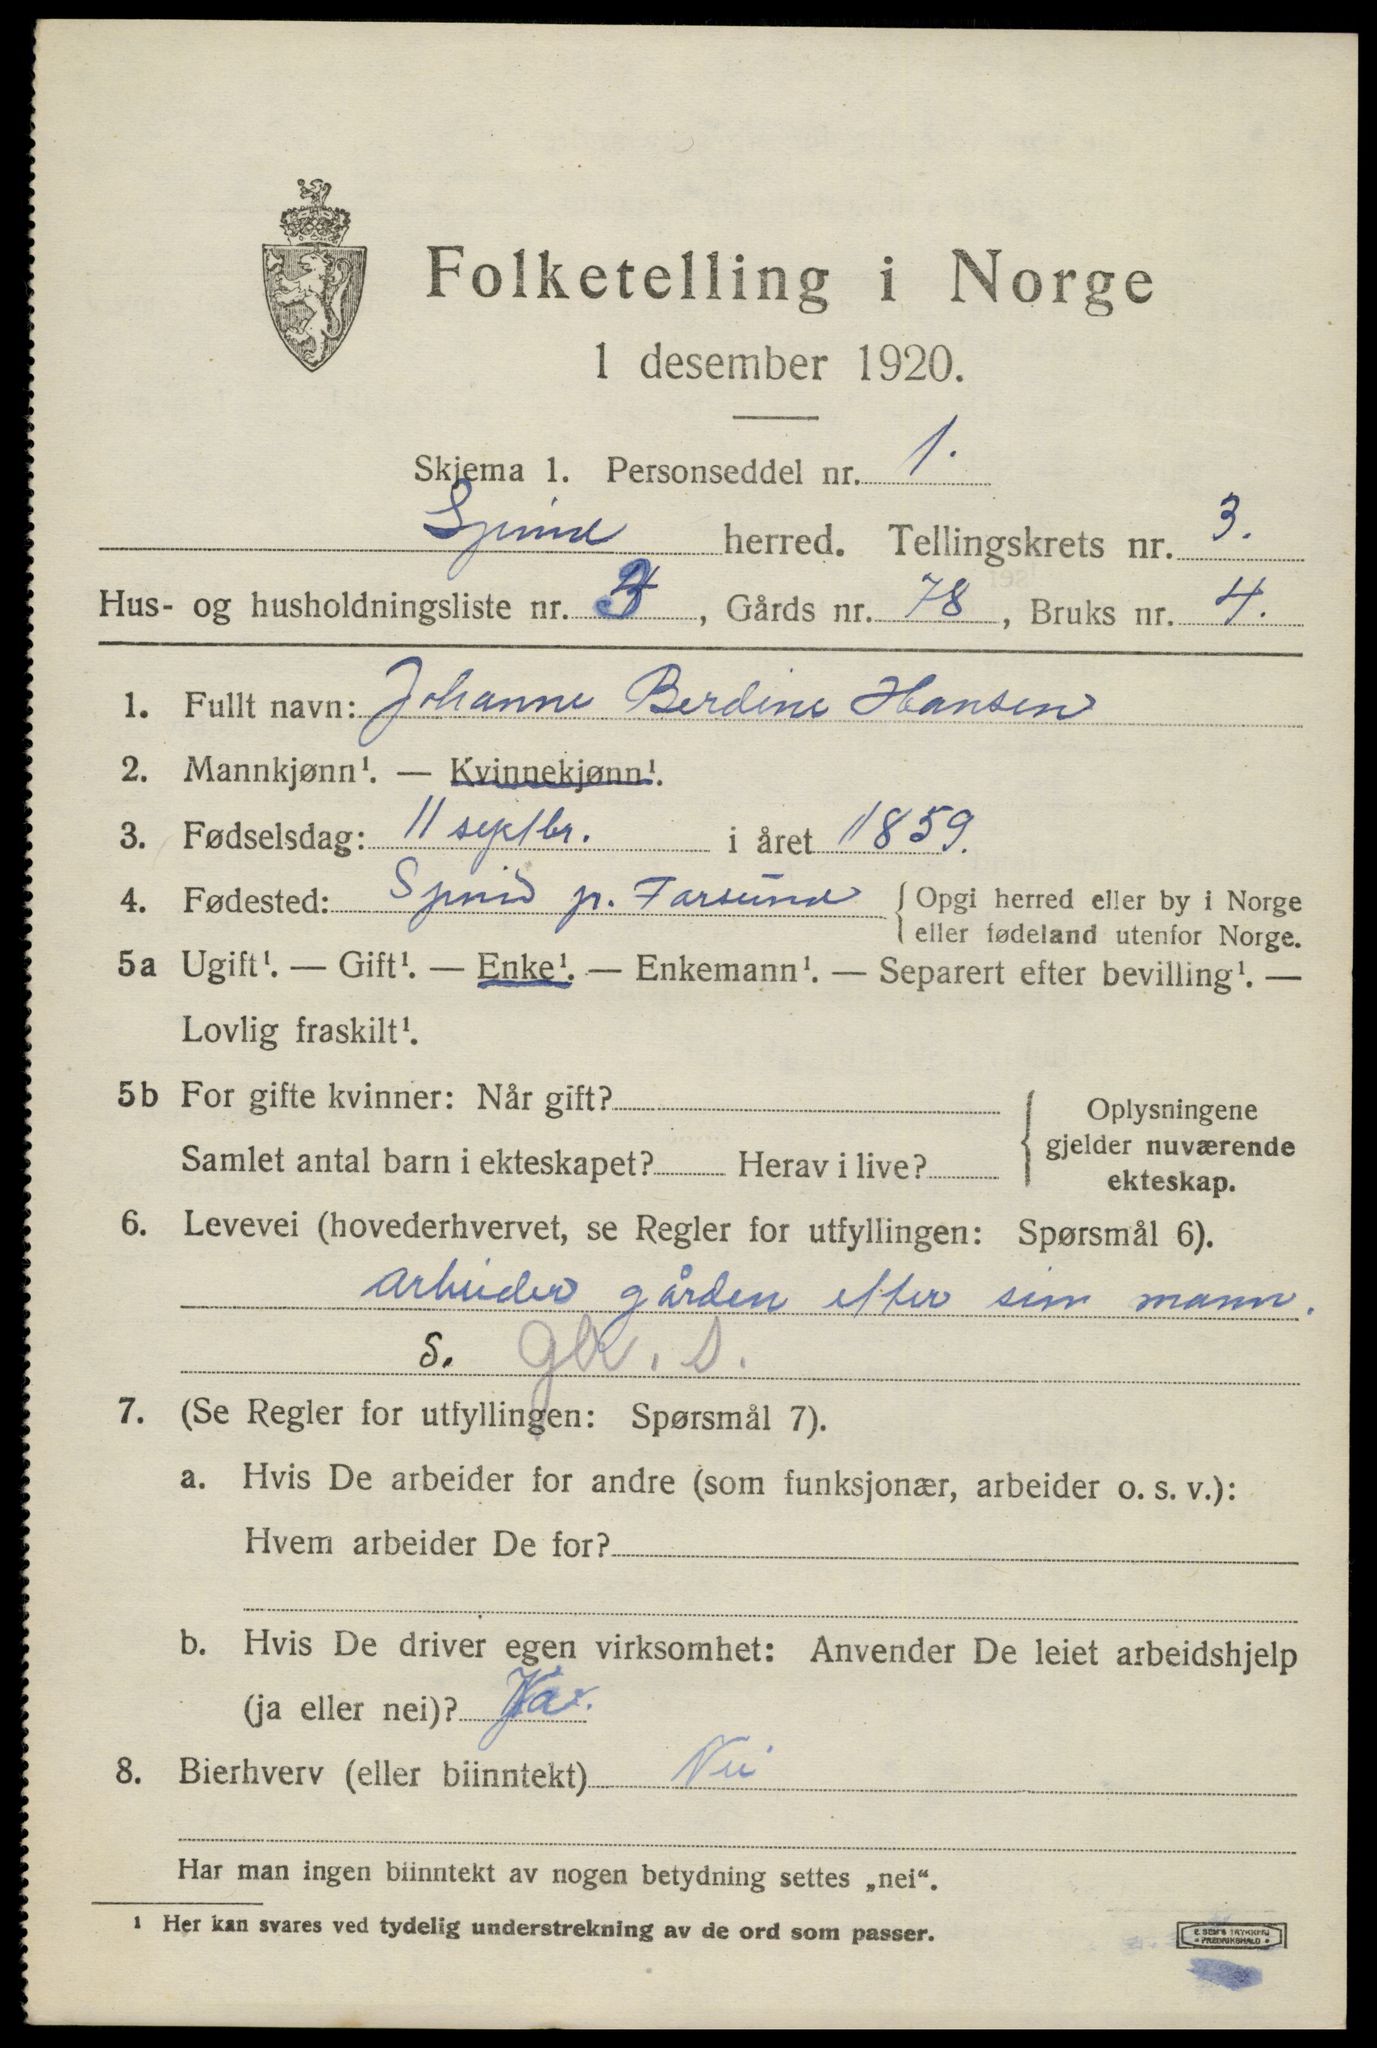 Folketelling i Norge
1 desember 1920.
Skjema 1. Personseddel nr. 1.
Spind herred. Tellingskrets nr. 3.
Hus- og husholdningsliste nr. , Gårds nr. 78, Bruks nr. 4.
1. Fullt navn: Johanne Berdine Hansen
2. Mannkjønn¹. — Kvinnekjønn¹.
3. Fødselsdag: 11 septbr. i året 1859.
4. Fødested: Spind pr. Farsund { Opgi herred eller by i Norge
eller fødeland utenfor Norge.
5a Ugift¹. — Gift¹. — Enke¹. — Enkemann¹. — Separert efter bevilling¹. —
Lovlig fraskilt¹.
5b For gifte kvinner: Når gift?
Samlet antal barn i ekteskapet? Herav i live?
{ Oplysningene
gjelder nuværende
ekteskap.
6. Levevei (hovederhvervet, se Regler for utfyllingen: Spørsmål 6).
arbeider gården efter sin mann.
s. gbr. s.
7. (Se Regler for utfyllingen: Spørsmål 7).
a. Hvis De arbeider for andre (som funksjonær, arbeider o. s. v.):
Hvem arbeider De for?
b. Hvis De driver egen virksomhet: Anvender De leiet arbeidshjelp
(ja eller nei)? Ja.
8. Bierhverv (eller biinntekt) Nei
Har man ingen biinntekt av nogen betydning settes „nei“.
1 Her kan svares ved tydelig understrekning av de ord som passer.
E. SEM'S TRYKKERI
• FREDRIKSHALD •